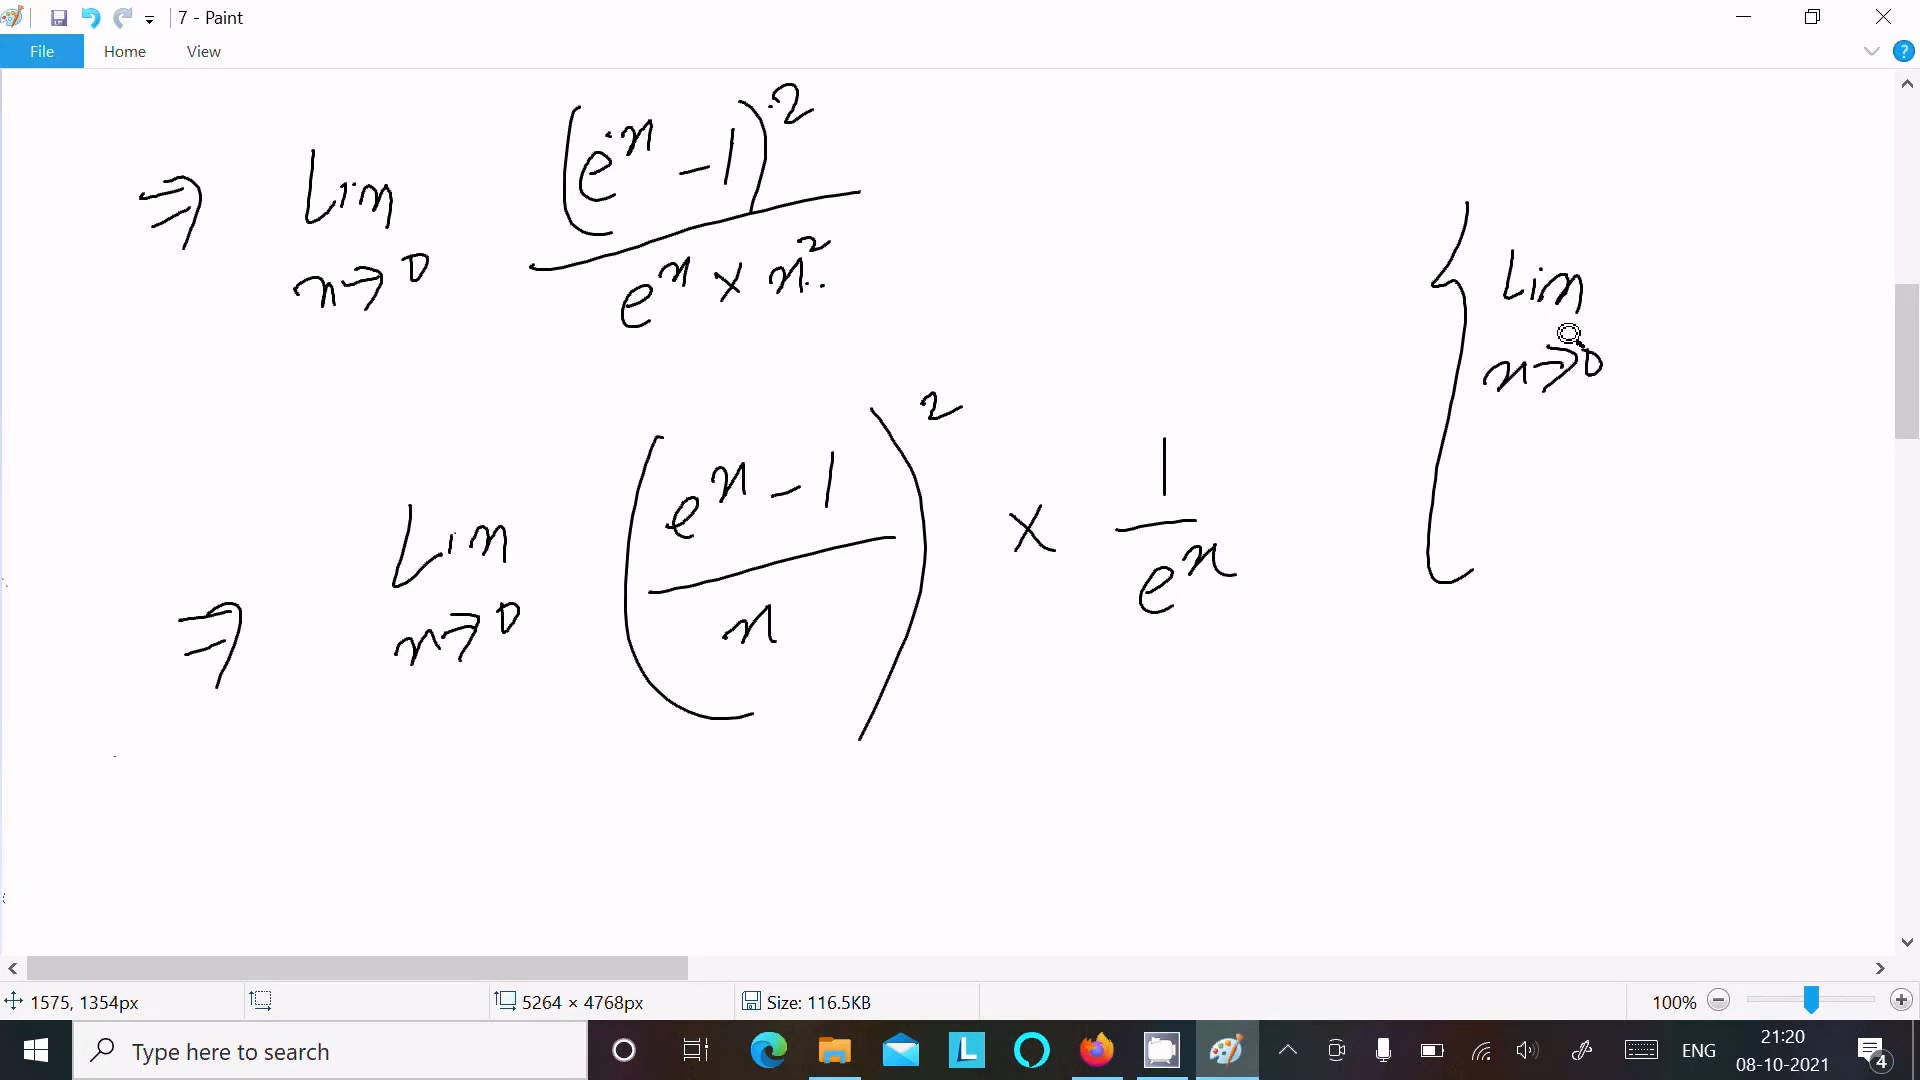 7 - Paint
File Home View
⇒ Lim x→0 (e^x - 1)^2 / e^x × x^2
{ Lim x→0
⇒ Lim x→0 (e^x - 1 / x)^2 × 1 / e^x
1575, 1354px 5264 × 4768px Size: 116.5KB 100%
Type here to search
L
ENG
21:20
08-10-2021
4